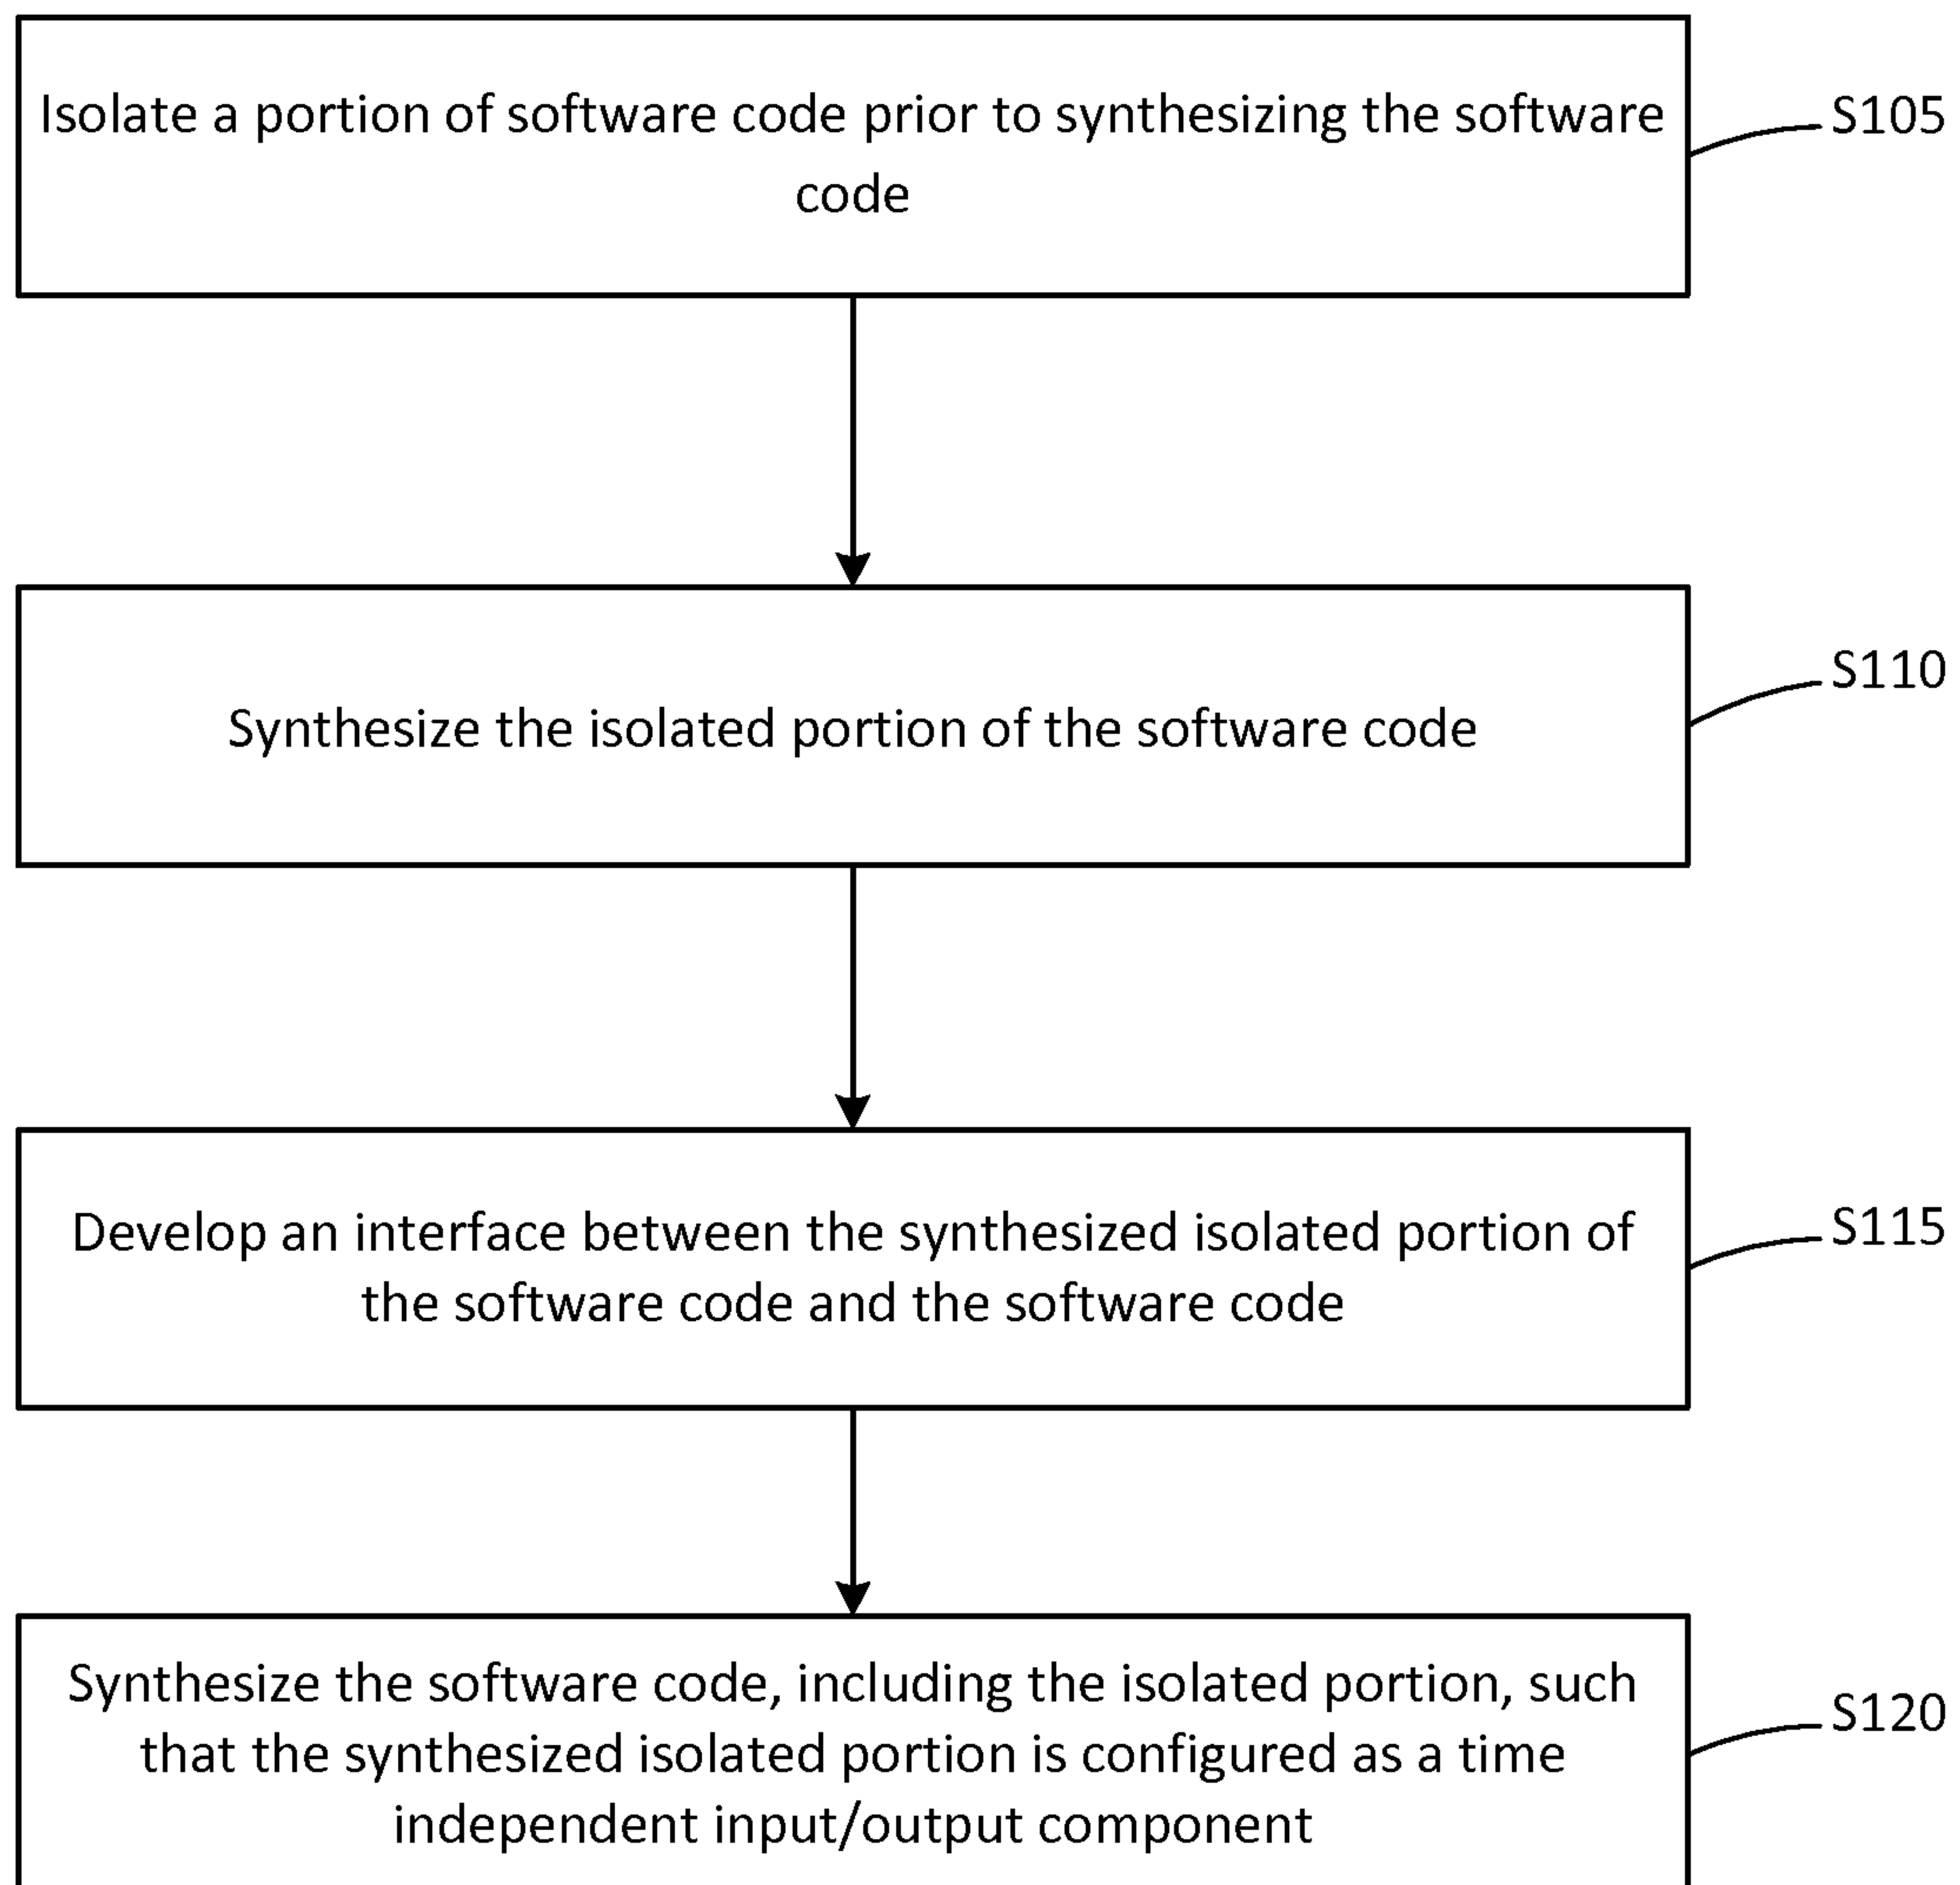 Isolate a portion of software code prior to synthesizing the software
code
S105
Synthesize the isolated portion of the software code
S110
Develop an interface between the synthesized isolated portion of
the software code and the software code
S115
Synthesize the software code, including the isolated portion, such
that the synthesized isolated portion is configured as a time
independent input/output component
S120